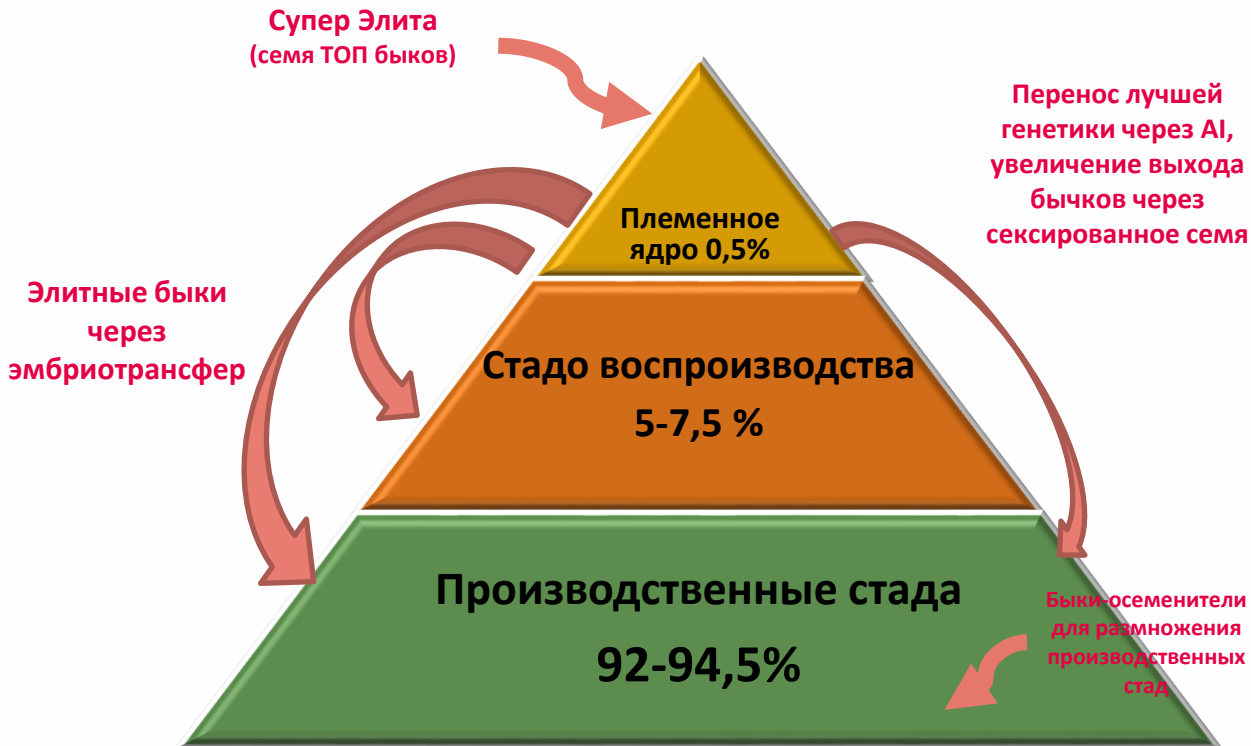 Супер Элита
(семя ТОП быков)
Перенос лучшей
генетики через AI,
увеличение выхода
бычков через
сексированное семя
Племенное
ядро 0,5%
Элитные быки
через
эмбриотрансфер
Стадо воспроизводства
5-7,5 %
Производственные стада
92-94,5%
Быки-осеменители
для размножения
производственных
стад